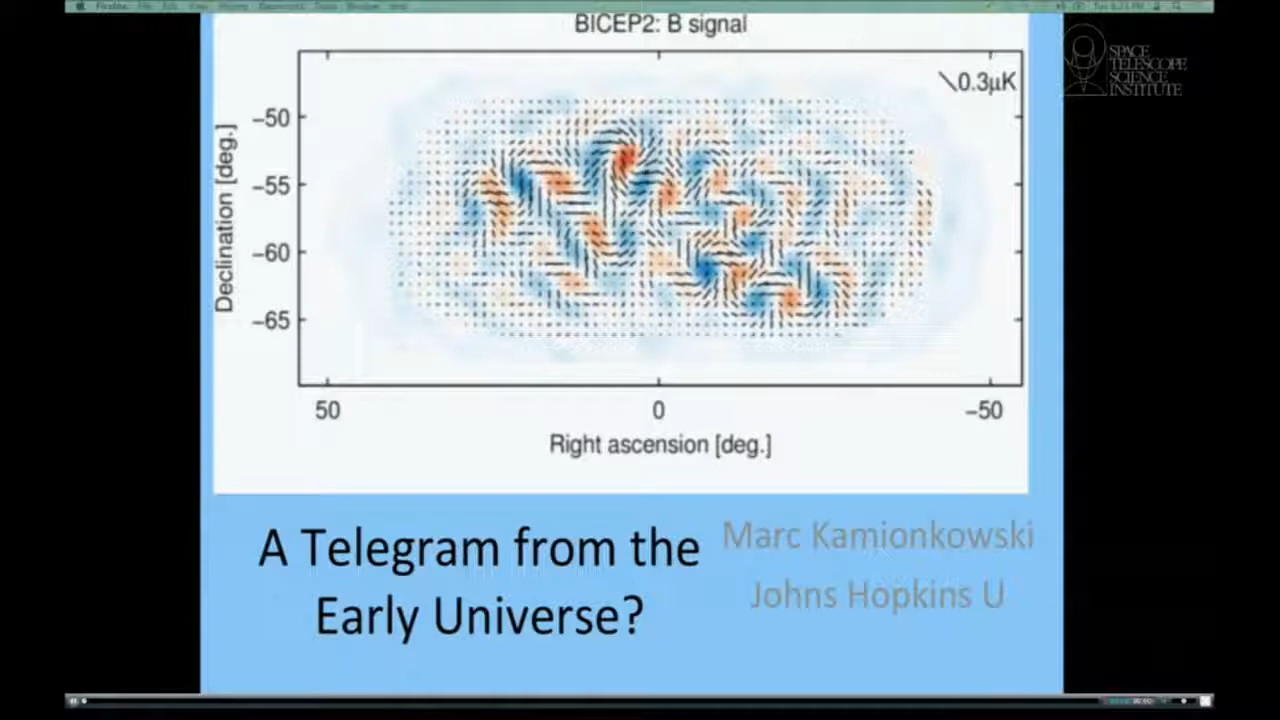 Firefox
BICEP2: B signal
SPACE
TELESCOPE
SCIENCE
INSTITUTE
0.3μK
Declination [deg.]
−50
−55
−60
−65
50
0
−50
Right ascension [deg.]
A Telegram from the
Early Universe?
Marc Kamionkowski
Johns Hopkins U